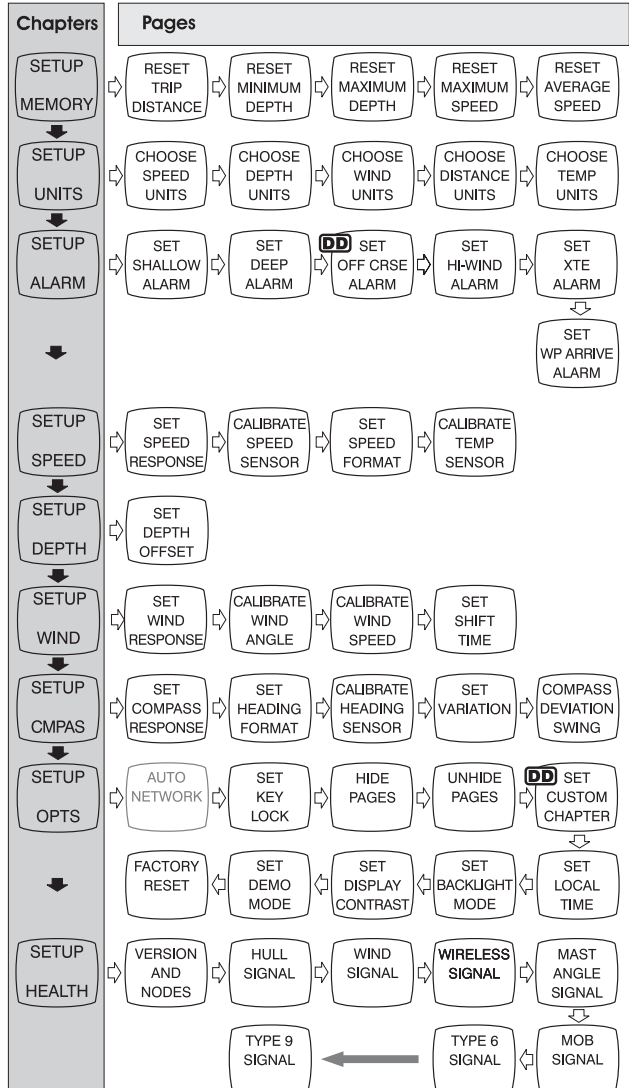 Chapters
Pages
SETUP
MEMORY
RESET
TRIP
DISTANCE
RESET
MINIMUM
DEPTH
RESET
MAXIMUM
DEPTH
RESET
MAXIMUM
SPEED
RESET
AVERAGE
SPEED
SETUP
UNITS
CHOOSE
SPEED
UNITS
CHOOSE
DEPTH
UNITS
CHOOSE
WIND
UNITS
CHOOSE
DISTANCE
UNITS
CHOOSE
TEMP
UNITS
SETUP
ALARM
SET
SHALLOW
ALARM
SET
DEEP
ALARM
DD
SET
OFF CRSE
ALARM
SET
HI-WIND
ALARM
SET
XTE
ALARM
SET
WP ARRIVE
ALARM
SETUP
SPEED
SET
SPEED
RESPONSE
CALIBRATE
SPEED
SENSOR
SET
SPEED
FORMAT
CALIBRATE
TEMP
SENSOR
SETUP
DEPTH
SET
DEPTH
OFFSET
SETUP
WIND
SET
WIND
RESPONSE
CALIBRATE
WIND
ANGLE
CALIBRATE
WIND
SPEED
SET
SHIFT
TIME
SETUP
CMPAS
SET
COMPASS
RESPONSE
SET
HEADING
FORMAT
CALIBRATE
HEADING
SENSOR
SET
VARIATION
COMPASS
DEVIATION
SWING
SETUP
OPTS
AUTO
NETWORK
SET
KEY
LOCK
HIDE
PAGES
UNHIDE
PAGES
DD
SET
CUSTOM
CHAPTER
FACTORY
RESET
SET
DEMO
MODE
SET
DISPLAY
CONTRAST
SET
BACKLIGHT
MODE
SET
LOCAL
TIME
SETUP
HEALTH
VERSION
AND
NODES
HULL
SIGNAL
WIND
SIGNAL
WIRELESS
SIGNAL
MAST
ANGLE
SIGNAL
TYPE 9
SIGNAL
TYPE 6
SIGNAL
MOB
SIGNAL